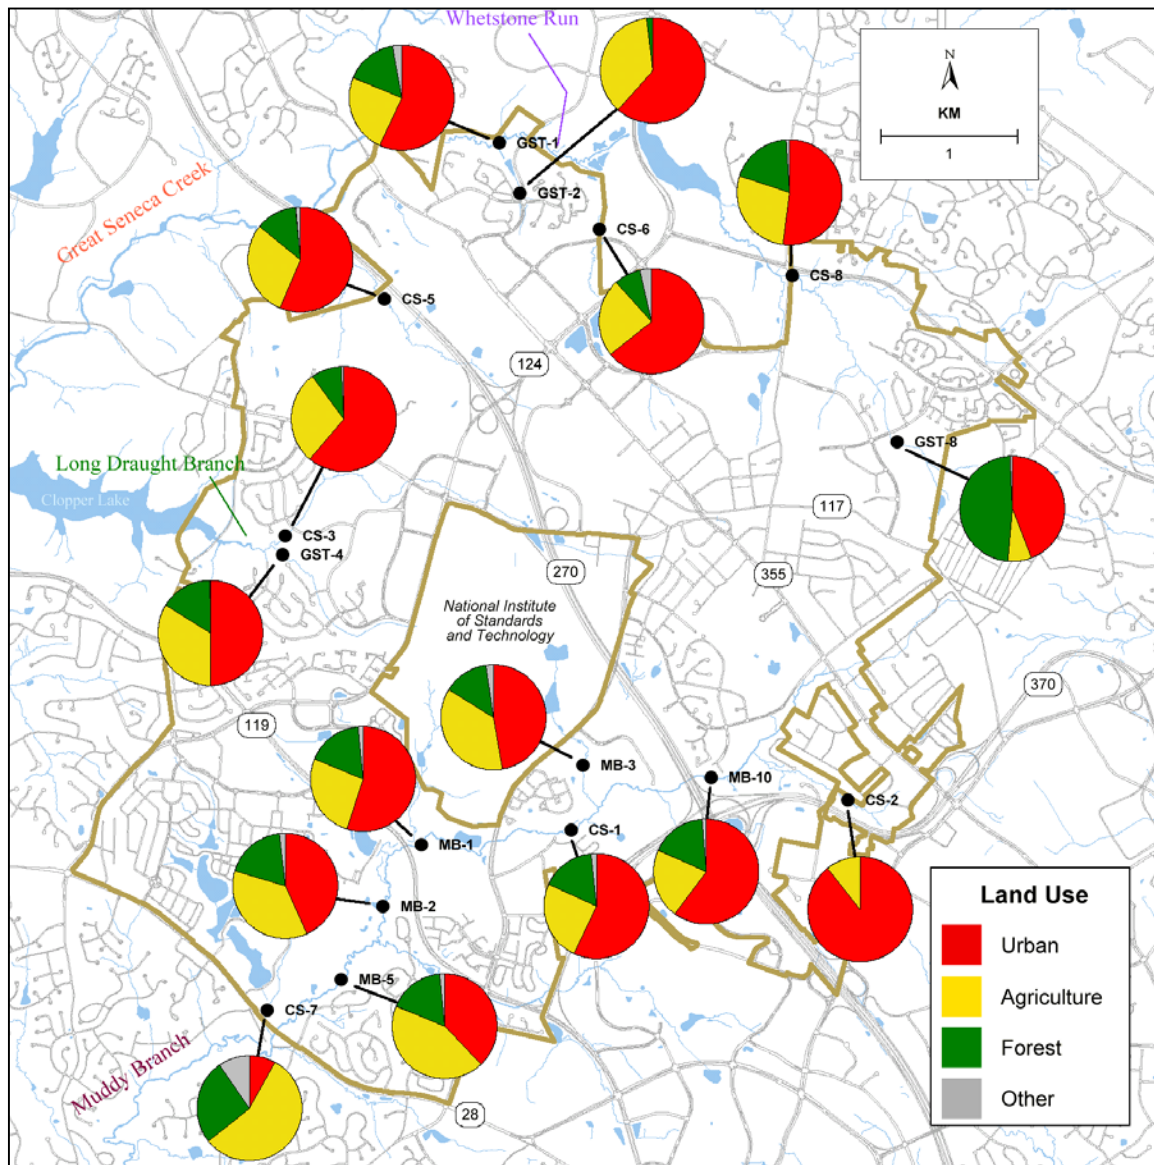 Whetstone Run
N
KM
1
GST-1
GST-2
Great Seneca Creek
CS-6
CS-8
CS-5
124
GST-8
Long Draught Branch
Clopper Lake
117
CS-3
GST-4
270
355
National Institute
of Standards
and Technology
370
119
MB-3
MB-10
CS-2
CS-1
MB-1
MB-2
Land Use
Urban
MB-5
Agriculture
CS-7
Forest
Muddy Branch
Other
28